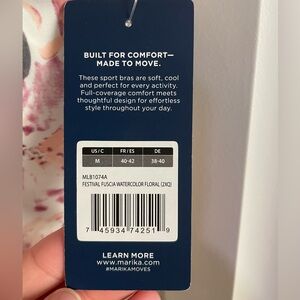 BUILT FOR COMFORT—
MADE TO MOVE.
These sport bras are soft, cool
and perfect for every activity.
Full-coverage comfort meets
thoughtful design for effortless
style throughout your day.
US/C FR/ES DE
M 40-42 38-40
MLB1074A
FESTIVAL FUSCIA WATERCOLOR FLORAL (2XQ)
7 45934 74251 9
LEARN MORE
www.marika.com
#MARIKAMOVES